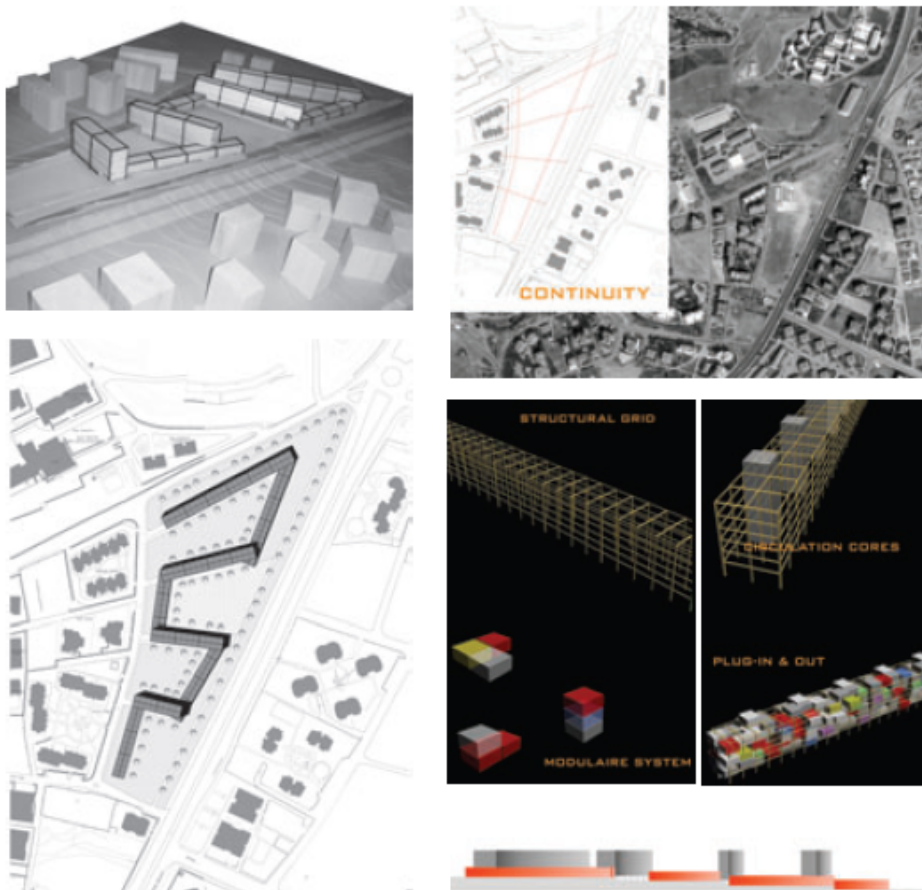 CONTINUITY
STRUCTURAL GRID
CIRCULATION CORES
PLUG-IN & OUT
MODULAIRE SYSTEM